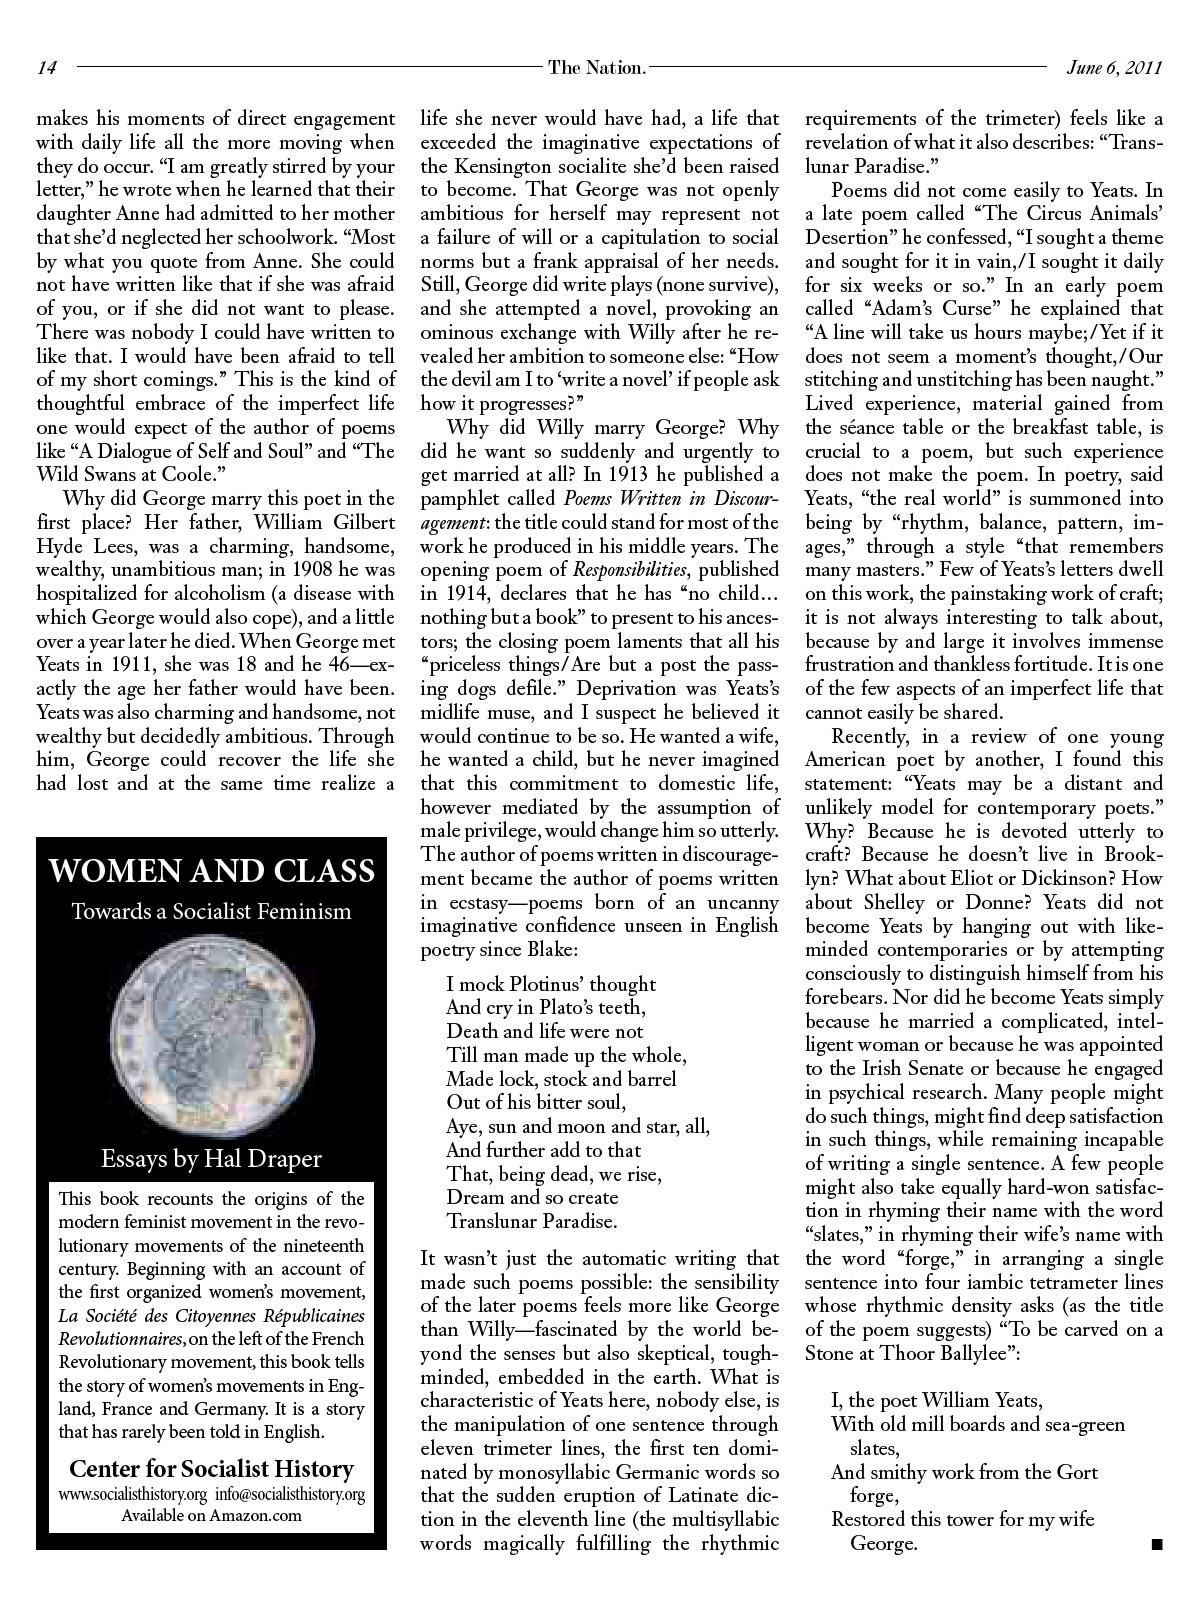 14
The Nation.
June 6, 2011
makes his moments of direct engagement
with daily life all the more moving when
they do occur. “I am greatly stirred by your
letter,” he wrote when he learned that their
daughter Anne had admitted to her mother
that she’d neglected her schoolwork. “Most
by what you quote from Anne. She could
not have written like that if she was afraid
of you, or if she did not want to please.
There was nobody I could have written to
like that. I would have been afraid to tell
of my short comings.” This is the kind of
thoughtful embrace of the imperfect life
one would expect of the author of poems
like “A Dialogue of Self and Soul” and “The
Wild Swans at Coole.”
Why did George marry this poet in the
first place? Her father, William Gilbert
Hyde Lees, was a charming, handsome,
wealthy, unambitious man; in 1908 he was
hospitalized for alcoholism (a disease with
which George would also cope), and a little
over a year later he died. When George met
Yeats in 1911, she was 18 and he 46—ex-
actly the age her father would have been.
Yeats was also charming and handsome, not
wealthy but decidedly ambitious. Through
him, George could recover the life she
had lost and at the same time realize a
WOMEN AND CLASS
Towards a Socialist Feminism
Essays by Hal Draper
This book recounts the origins of the
modern feminist movement in the revo-
lutionary movements of the nineteenth
century. Beginning with an account of
the first organized women’s movement,
La Société des Citoyennes Républicaines
Revolutionnaires, on the left of the French
Revolutionary movement, this book tells
the story of women’s movements in Eng-
land, France and Germany. It is a story
that has rarely been told in English.
Center for Socialist History
www.socialisthistory.org info@socialisthistory.org
Available on Amazon.com
life she never would have had, a life that
exceeded the imaginative expectations of
the Kensington socialite she’d been raised
to become. That George was not openly
ambitious for herself may represent not
a failure of will or a capitulation to social
norms but a frank appraisal of her needs.
Still, George did write plays (none survive),
and she attempted a novel, provoking an
ominous exchange with Willy after he re-
vealed her ambition to someone else: “How
the devil am I to ‘write a novel’ if people ask
how it progresses?”
Why did Willy marry George? Why
did he want so suddenly and urgently to
get married at all? In 1913 he published a
pamphlet called Poems Written in Discour-
agement: the title could stand for most of the
work he produced in his middle years. The
opening poem of Responsibilities, published
in 1914, declares that he has “no child…
nothing but a book” to present to his ances-
tors; the closing poem laments that all his
“priceless things/Are but a post the pass-
ing dogs defile.” Deprivation was Yeats’s
midlife muse, and I suspect he believed it
would continue to be so. He wanted a wife,
he wanted a child, but he never imagined
that this commitment to domestic life,
however mediated by the assumption of
male privilege, would change him so utterly.
The author of poems written in discourage-
ment became the author of poems written
in ecstasy—poems born of an uncanny
imaginative confidence unseen in English
poetry since Blake:
I mock Plotinus’ thought
And cry in Plato’s teeth,
Death and life were not
Till man made up the whole,
Made lock, stock and barrel
Out of his bitter soul,
Aye, sun and moon and star, all,
And further add to that
That, being dead, we rise,
Dream and so create
Translunar Paradise.
It wasn’t just the automatic writing that
made such poems possible: the sensibility
of the later poems feels more like George
than Willy—fascinated by the world be-
yond the senses but also skeptical, tough-
minded, embedded in the earth. What is
characteristic of Yeats here, nobody else, is
the manipulation of one sentence through
eleven trimeter lines, the first ten domi-
nated by monosyllabic Germanic words so
that the sudden eruption of Latinate dic-
tion in the eleventh line (the multisyllabic
words magically fulfilling the rhythmic
requirements of the trimeter) feels like a
revelation of what it also describes: “Trans-
lunar Paradise.”
Poems did not come easily to Yeats. In
a late poem called “The Circus Animals’
Desertion” he confessed, “I sought a theme
and sought for it in vain,/I sought it daily
for six weeks or so.” In an early poem
called “Adam’s Curse” he explained that
“A line will take us hours maybe;/Yet if it
does not seem a moment’s thought,/Our
stitching and unstitching has been naught.”
Lived experience, material gained from
the séance table or the breakfast table, is
crucial to a poem, but such experience
does not make the poem. In poetry, said
Yeats, “the real world” is summoned into
being by “rhythm, balance, pattern, im-
ages,” through a style “that remembers
many masters.” Few of Yeats’s letters dwell
on this work, the painstaking work of craft;
it is not always interesting to talk about,
because by and large it involves immense
frustration and thankless fortitude. It is one
of the few aspects of an imperfect life that
cannot easily be shared.
Recently, in a review of one young
American poet by another, I found this
statement: “Yeats may be a distant and
unlikely model for contemporary poets.”
Why? Because he is devoted utterly to
craft? Because he doesn’t live in Brook-
lyn? What about Eliot or Dickinson? How
about Shelley or Donne? Yeats did not
become Yeats by hanging out with like-
minded contemporaries or by attempting
consciously to distinguish himself from his
forebears. Nor did he become Yeats simply
because he married a complicated, intel-
ligent woman or because he was appointed
to the Irish Senate or because he engaged
in psychical research. Many people might
do such things, might find deep satisfaction
in such things, while remaining incapable
of writing a single sentence. A few people
might also take equally hard-won satisfac-
tion in rhyming their name with the word
“slates,” in rhyming their wife’s name with
the word “forge,” in arranging a single
sentence into four iambic tetrameter lines
whose rhythmic density asks (as the title
of the poem suggests) “To be carved on a
Stone at Thoor Ballylee”:
I, the poet William Yeats,
With old mill boards and sea-green
slates,
And smithy work from the Gort
forge,
Restored this tower for my wife
George.